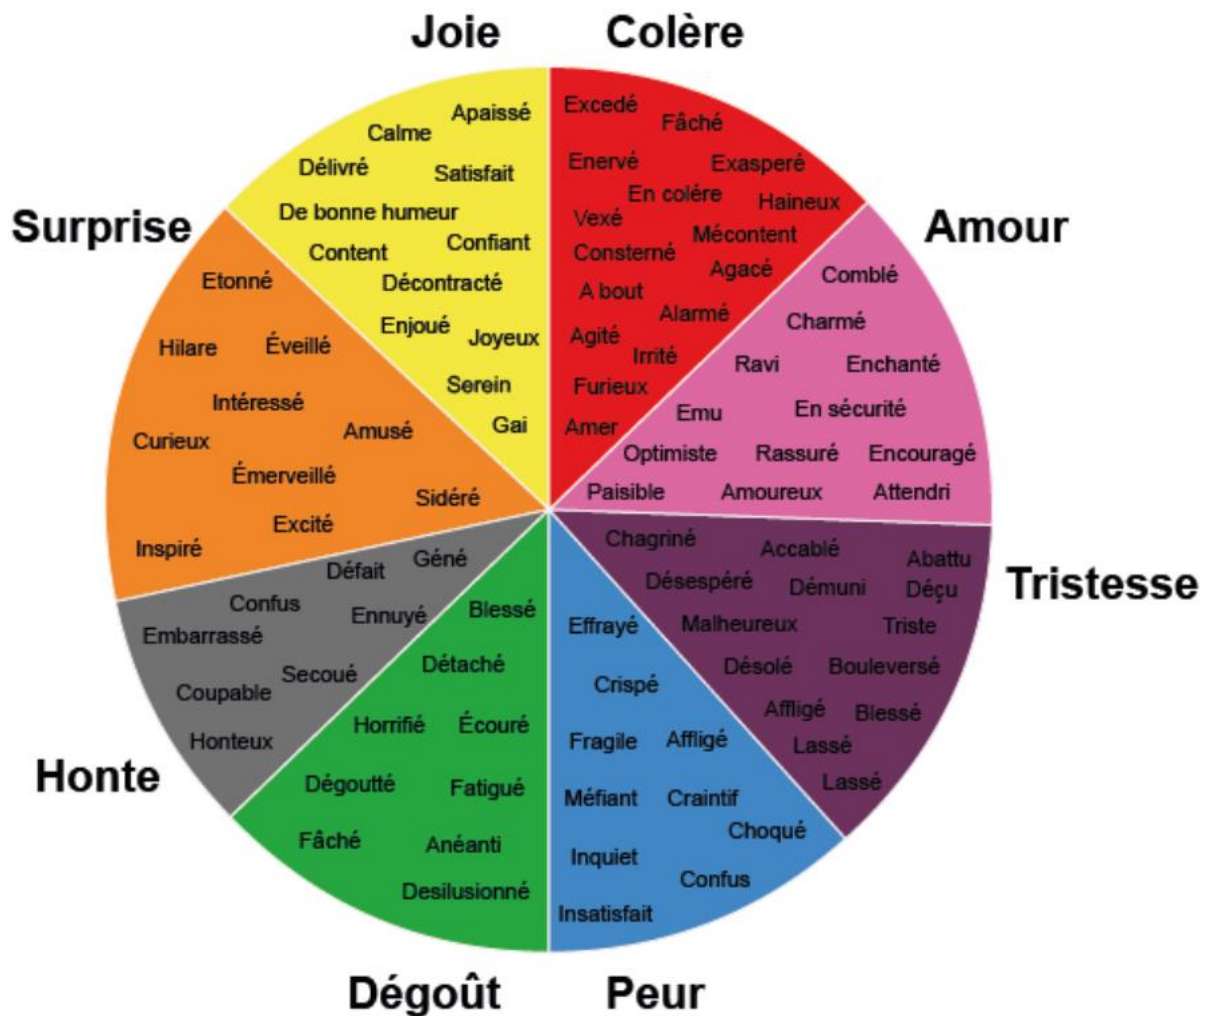 Joie
Colère
Amour
Tristesse
Peur
Dégoût
Honte
Surprise
Apaissé
Calme
Délivré
Satisfait
De bonne humeur
Confiant
Content
Décontracté
Enjoué
Joyeux
Serein
Gai
Excedé
Fâché
Enervé
Exasperé
En colère
Haineux
Vexé
Mécontent
Consterné
Agacé
A bout
Alarmé
Agité
Irrité
Furieux
Amer
Comblé
Charmé
Ravi
Enchanté
Emu
En sécurité
Optimiste
Rassuré
Encouragé
Paisible
Amoureux
Attendri
Chagriné
Accablé
Abattu
Désespéré
Démuni
Déçu
Malheureux
Triste
Désolé
Bouleversé
Affligé
Blessé
Lassé
Lassé
Effrayé
Crispé
Fragile
Affligé
Méfiant
Craintif
Choqué
Inquiet
Confus
Insatisfait
Blessé
Détaché
Horrifié
Écouré
Dégoutté
Fatigué
Fâché
Anéanti
Desilusionné
Géné
Défait
Confus
Ennuyé
Embarrassé
Secoué
Coupable
Honteux
Etonné
Hilare
Éveillé
Intéressé
Curieux
Amusé
Émerveillé
Sidéré
Excité
Inspiré